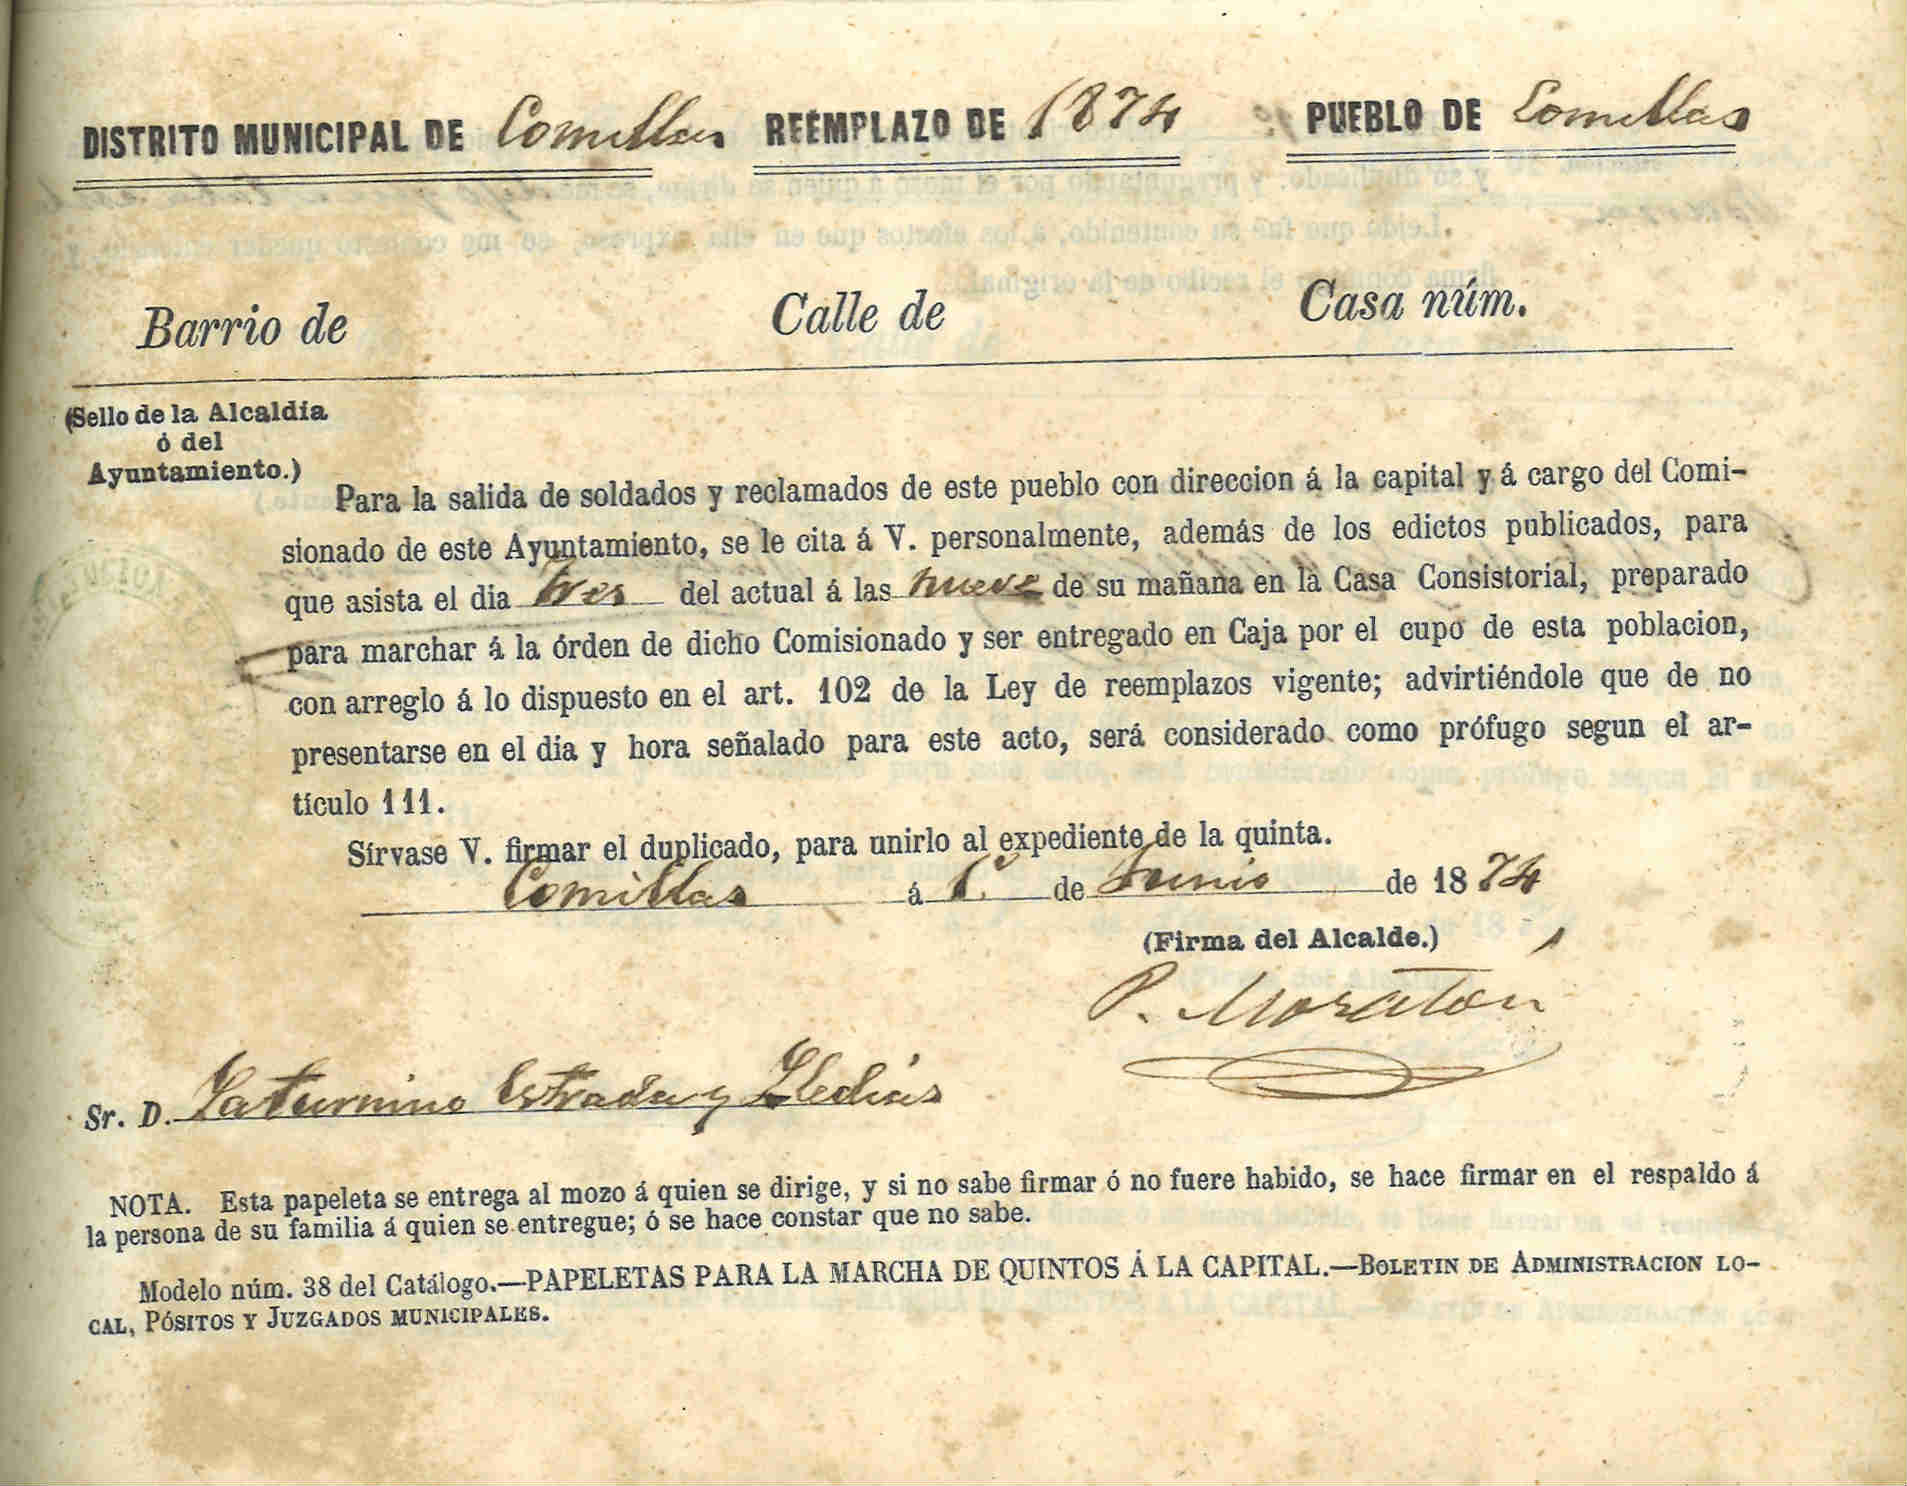 DISTRITO MUNICIPAL DE Comillas REEMPLAZO DE 1874 PUEBLO DE Comillas
Barrio de Calle de Casa núm.
(Sello de la Alcaldía
ó del
Ayuntamiento.)
Para la salida de soldados y reclamados de este pueblo con direccion á la capital y á cargo del Comi-
sionado de este Ayuntamiento, se le cita á V. personalmente, además de los edictos publicados, para
que asista el dia tres del actual á las nueve de su mañana en la Casa Consistorial, preparado
para marchar á la órden de dicho Comisionado y ser entregado en Caja por el cupo de esta poblacion,
con arreglo á lo dispuesto en el art. 102 de la Ley de reemplazos vigente; advirtiéndole que de no
presentarse en el dia y hora señalado para este acto, será considerado como prófugo segun el ar-
tículo 111.
Sírvase V. firmar el duplicado, para unirlo al expediente de la quinta.
Comillas á 1.º de Junio de 1874
(Firma del Alcalde.)
P. Moratón
Sr. D. Saturnino Estrada y Lledias
NOTA. Esta papeleta se entrega al mozo á quien se dirige, y si no sabe firmar ó no fuere habido, se hace firmar en el respaldo á
la persona de su familia á quien se entregue; ó se hace constar que no sabe.
Modelo núm. 38 del Catálogo.—PAPELETAS PARA LA MARCHA DE QUINTOS Á LA CAPITAL.—BOLETIN DE ADMINISTRACION LO-
CAL, PÓSITOS Y JUZGADOS MUNICIPALES.